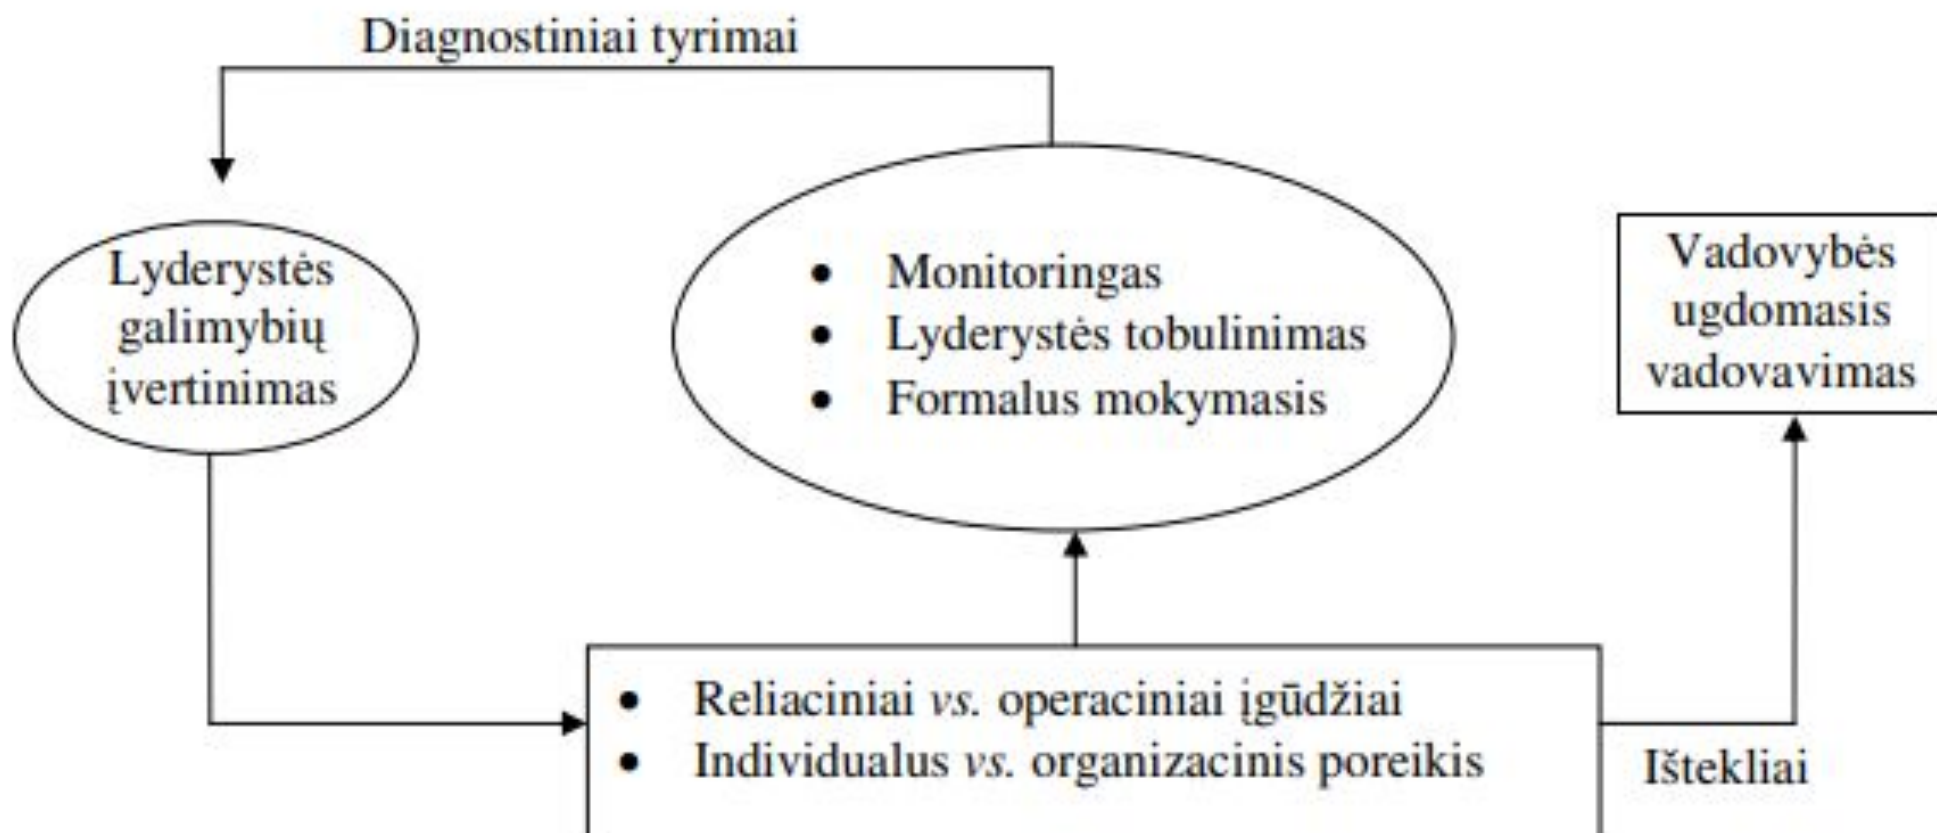 Diagnostiniai tyrimai
Lyderystės
galimybių
įvertinimas
• Monitoringas
• Lyderystės tobulinimas
• Formalus mokymasis
Vadovybės
ugdomasis
vadovavimas
• Reliaciniai vs. operaciniai įgūdžiai
• Individualus vs. organizacinis poreikis
Ištekliai